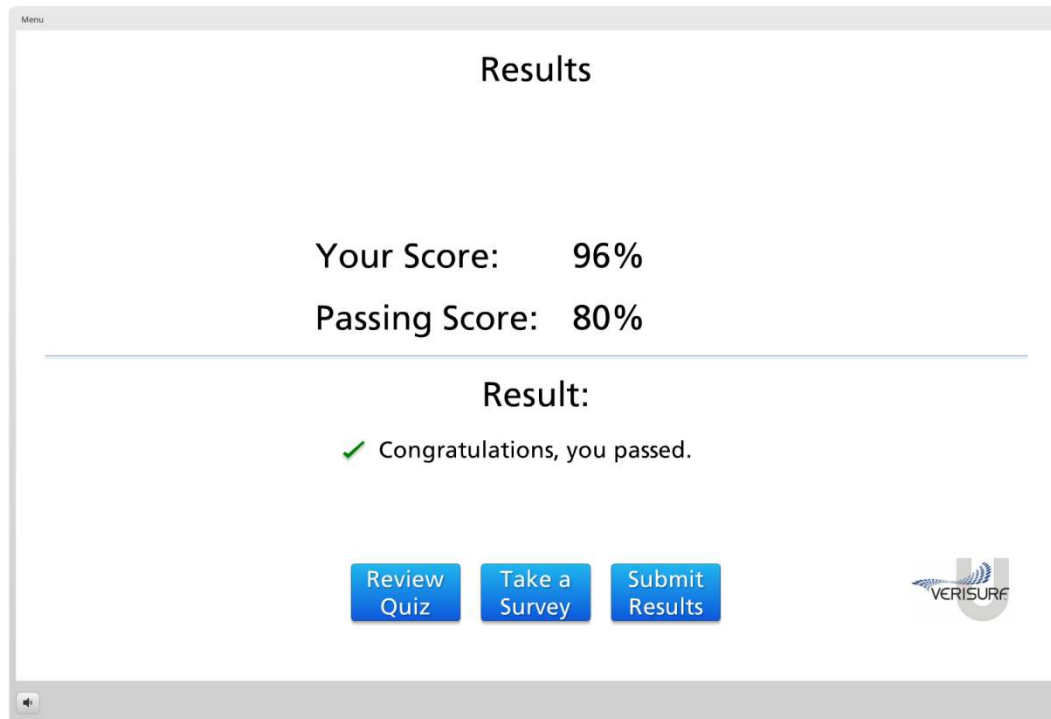 Menu
Results
Your Score: 96%
Passing Score: 80%
Result:
Congratulations, you passed.
Review
Quiz
Take a
Survey
Submit
Results
U
VERISURF